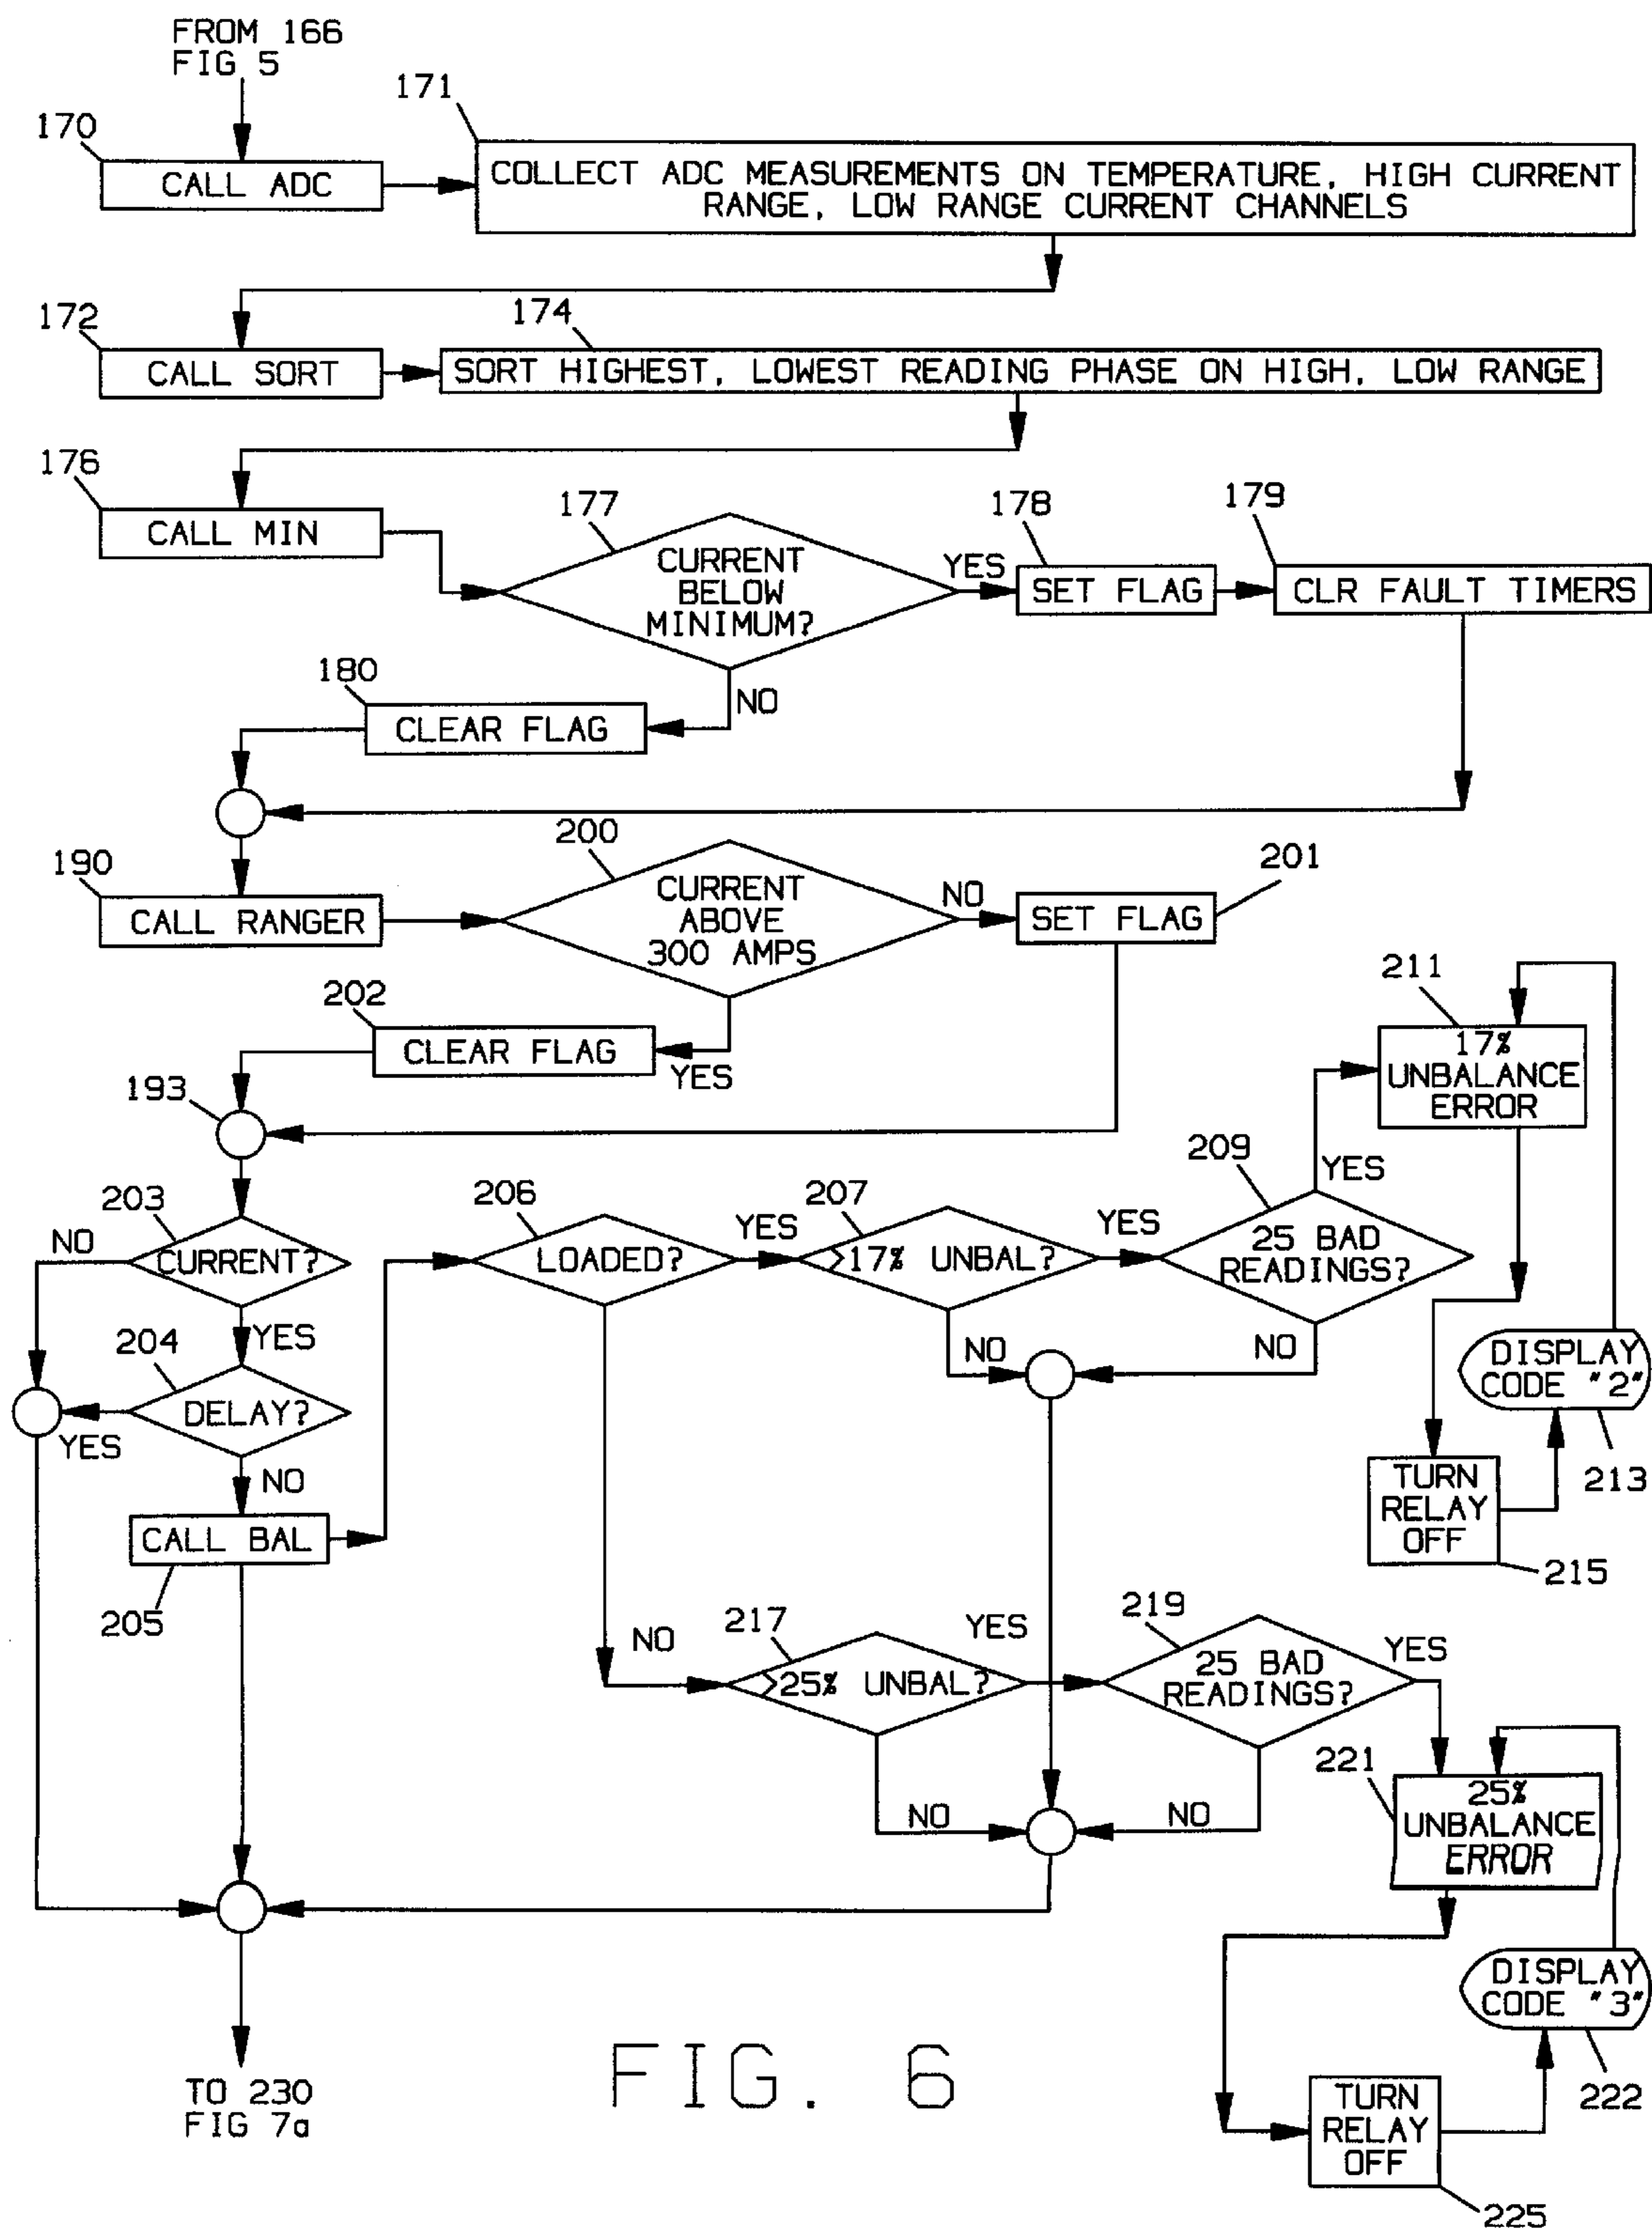 FROM 166
FIG 5
171
170
CALL ADC
COLLECT ADC MEASUREMENTS ON TEMPERATURE, HIGH CURRENT
RANGE, LOW RANGE CURRENT CHANNELS
172
174
CALL SORT
SORT HIGHEST, LOWEST READING PHASE ON HIGH, LOW RANGE
176
CALL MIN
177
CURRENT
BELOW
MINIMUM?
YES
178
SET FLAG
179
CLR FAULT TIMERS
NO
180
CLEAR FLAG
190
CALL RANGER
200
CURRENT
ABOVE
300 AMPS
NO
SET FLAG
201
202
CLEAR FLAG
YES
193
211
17%
UNBALANCE
ERROR
203
NO
CURRENT?
YES
206
LOADED?
YES
207
>17% UNBAL?
YES
209
25 BAD
READINGS?
YES
NO
NO
204
DELAY?
YES
NO
DISPLAY
CODE "2"
213
CALL BAL
205
TURN
RELAY
OFF
215
NO
217
>25% UNBAL?
YES
219
25 BAD
READINGS?
YES
NO
NO
221
25%
UNBALANCE
ERROR
DISPLAY
CODE "3"
222
TURN
RELAY
OFF
225
TO 230
FIG 7a
FIG. 6